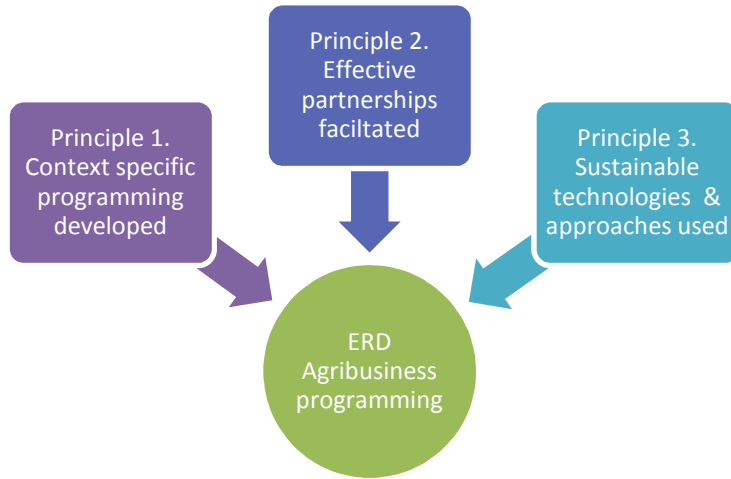 Principle 1.
Context specific
programming
developed
Principle 2.
Effective
partnerships
faciltated
Principle 3.
Sustainable
technologies &
approaches used
ERD
Agribusiness
programming